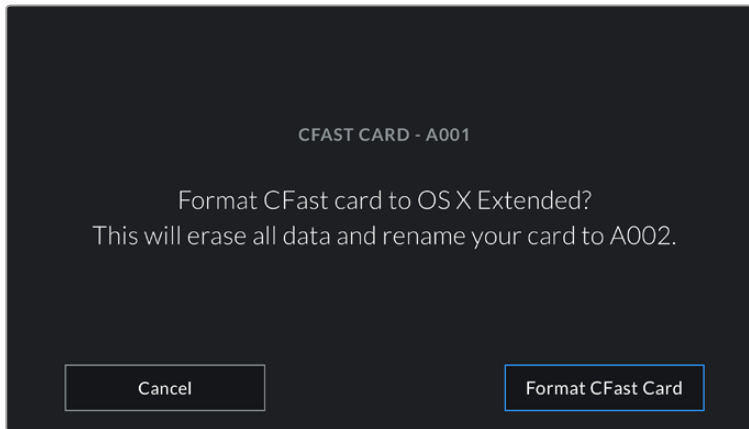 CFAST CARD - A001
Format CFast card to OS X Extended?
This will erase all data and rename your card to A002.
Cancel
Format CFast Card